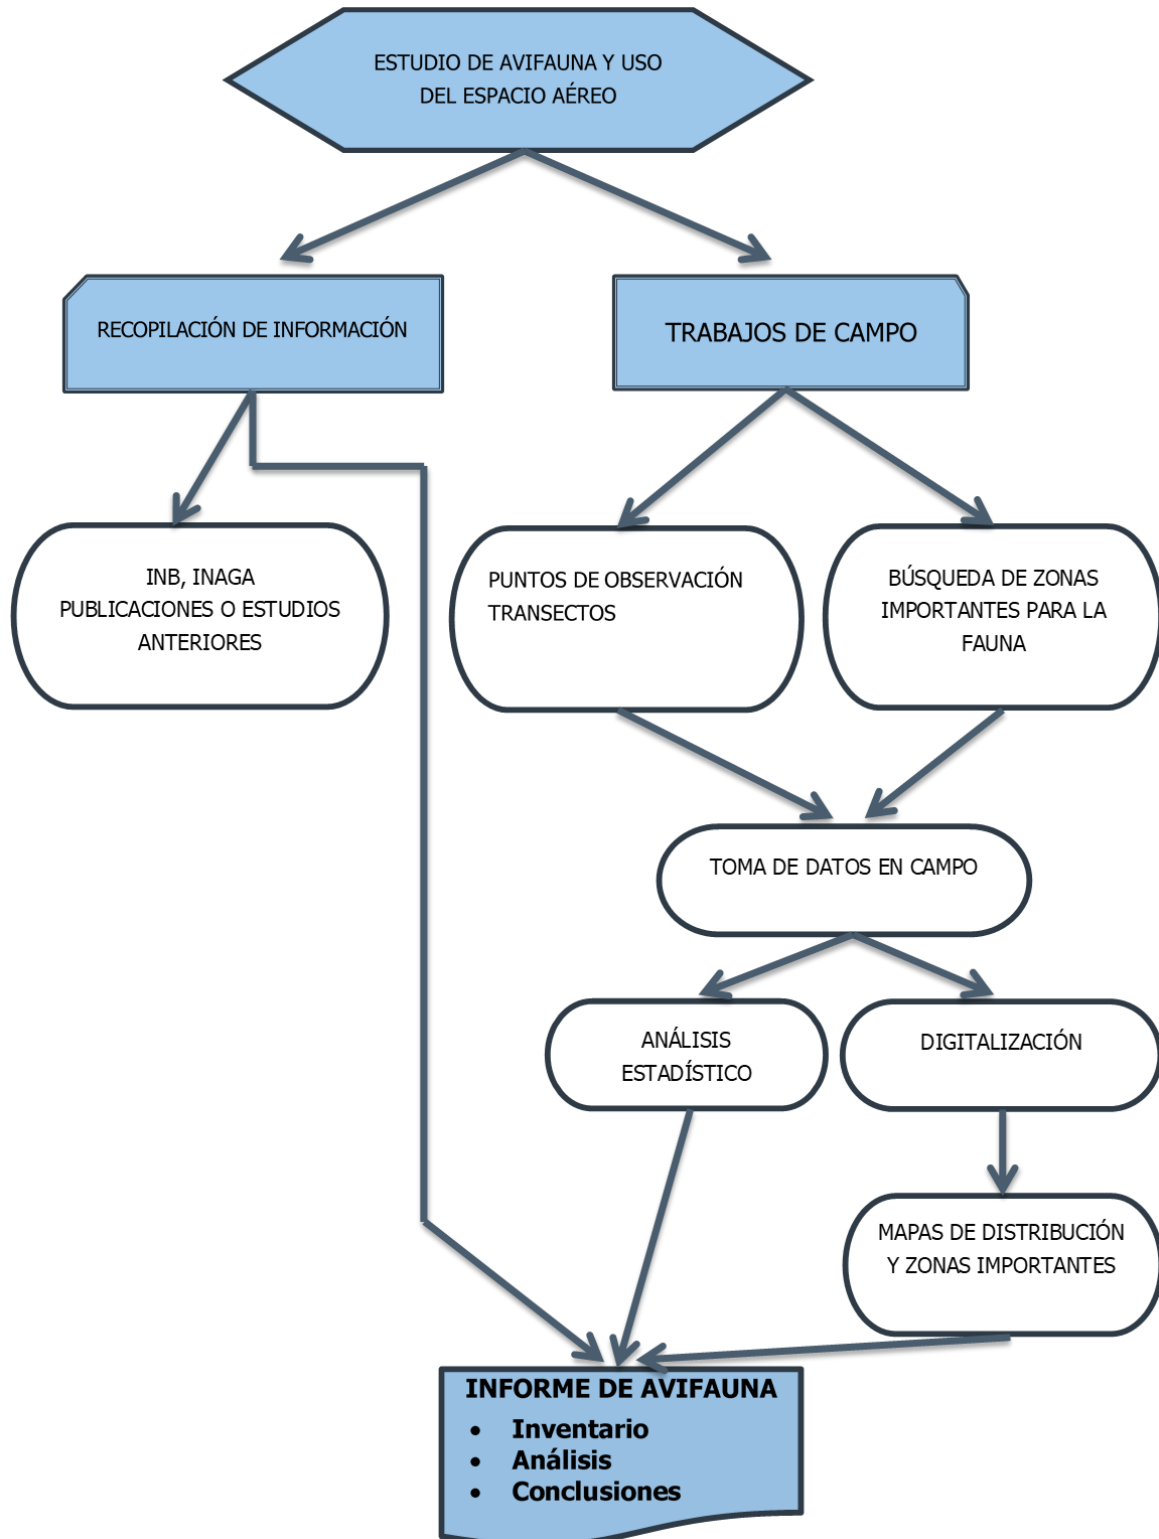 ESTUDIO DE AVIFAUNA Y USO
DEL ESPACIO AÉREO
RECOPILACIÓN DE INFORMACIÓN
TRABAJOS DE CAMPO
INB, INAGA
PUBLICACIONES O ESTUDIOS
ANTERIORES
PUNTOS DE OBSERVACIÓN
TRANSECTOS
BÚSQUEDA DE ZONAS
IMPORTANTES PARA LA
FAUNA
TOMA DE DATOS EN CAMPO
ANÁLISIS
ESTADÍSTICO
DIGITALIZACIÓN
MAPAS DE DISTRIBUCIÓN
Y ZONAS IMPORTANTES
INFORME DE AVIFAUNA
• Inventario
• Análisis
• Conclusiones